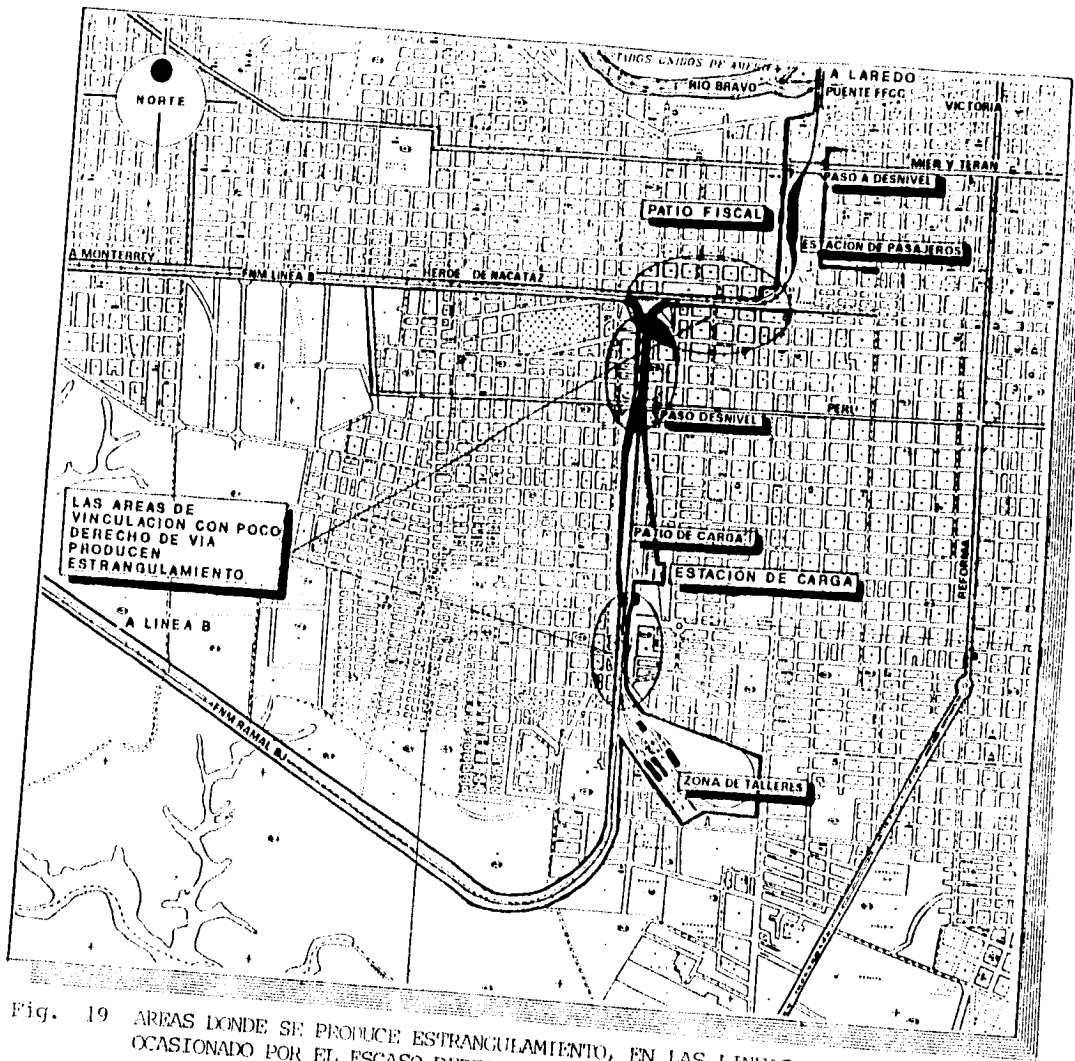 ESTADOS UNIDOS DE AMERICA
RIO BRAVO
A LAREDO
PUENTE FFCC
VICTORIA
NORTE
MIER Y TERAN
PASO A DESNIVEL
PATIO FISCAL
ESTACION DE PASAJEROS
A MONTERREY
FNM LINEA B
HEROE DE NACATAZ
PERU
PASO DESNIVEL
LAS AREAS DE
VINCULACION CON POCO
DERECHO DE VIA
PRODUCEN
ESTRANGULAMIENTO
PATIO DE CARGA
ESTACIÓN DE CARGA
REFORMA
A LINEA B
FNM RAMAL BJ
ZONA DE TALLERES
Fig. 19 AREAS DONDE SE PRODUCE ESTRANGULAMIENTO, EN LAS
OCASIONADO POR EL ESCASO